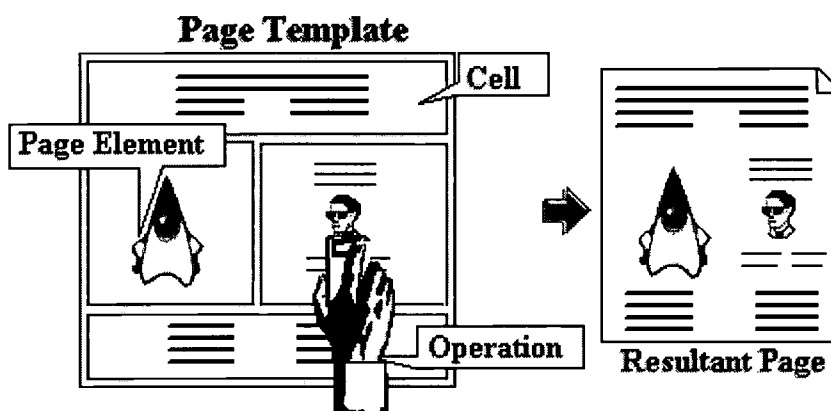 Page Template
Cell
Page Element
Operation
Resultant Page